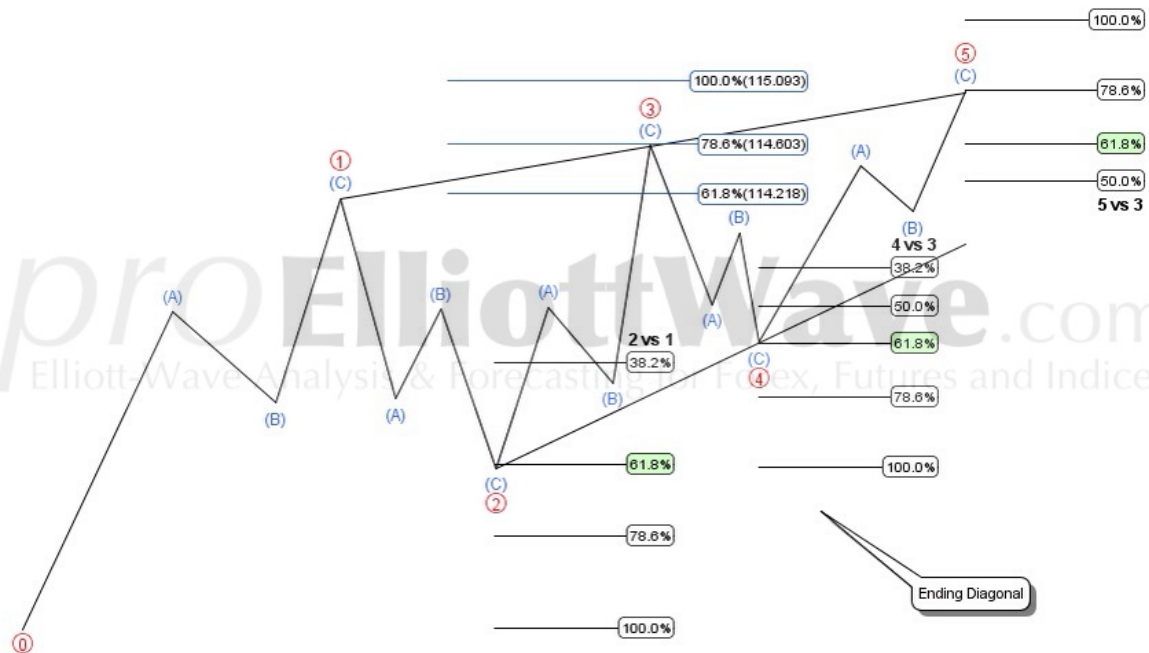 100.0%
⑤
(C)
100.0%(115.093)
78.6%
③
(C)
78.6%(114.603)
61.8%
①
(C)
(A)
50.0%
61.8%(114.218)
5 vs 3
(B)
(B)
4 vs 3
38.2%
(A)
(B)
(A)
50.0%
(A)
proElliottWave.com
2 vs 1
61.8%
38.2%
(C)
④
Elliott-Wave Analysis & Forecasting for Forex, Futures and Indice
(B)
(A)
(B)
78.6%
61.8%
100.0%
(C)
②
78.6%
Ending Diagonal
100.0%
⓪